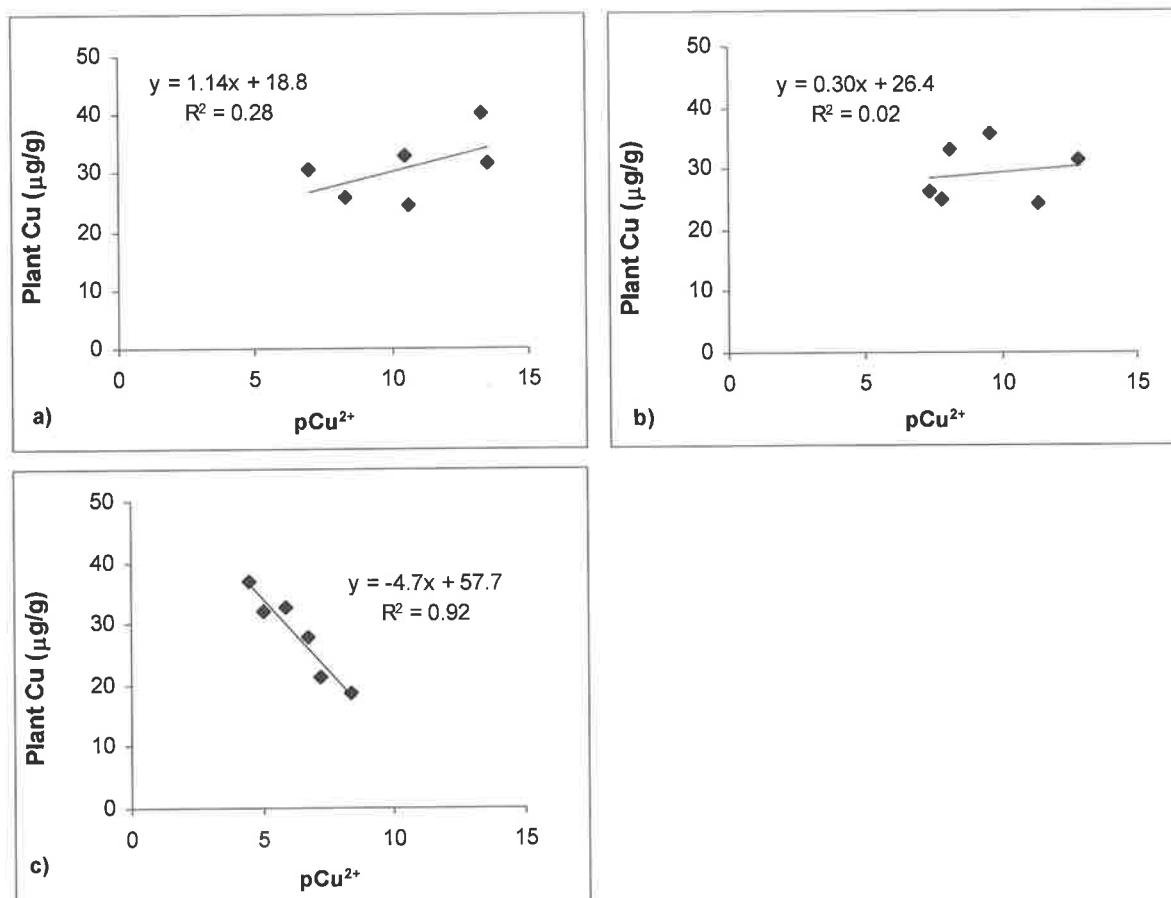 50
40
30
20
10
0
Plant Cu (µg/g)
y = 1.14x + 18.8
R² = 0.28
0 5 10 15
a)
pCu²⁺
50
40
30
20
10
0
Plant Cu (µg/g)
y = 0.30x + 26.4
R² = 0.02
0 5 10 15
b)
pCu²⁺
50
40
30
20
10
0
Plant Cu (µg/g)
y = -4.7x + 57.7
R² = 0.92
0 5 10 15
c)
pCu²⁺